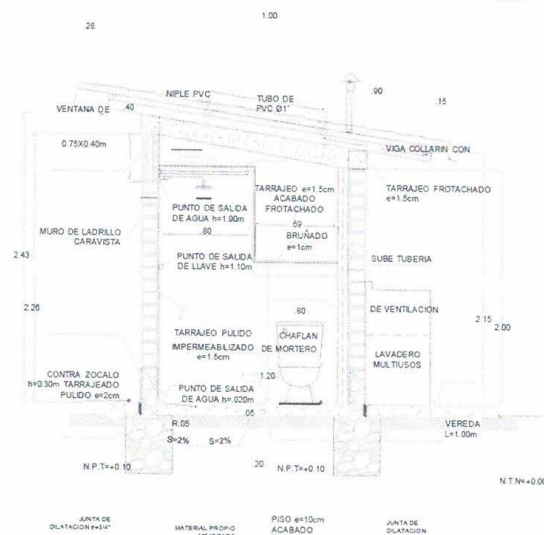 1.00
.26
NIPLE PVC
TUBO DE
PVC Ø1"
.90
.15
VENTANA DE
.40
0.75X0.40m
VIGA COLLARIN CON
TARRAJEO e=1.5cm
ACABADO
FROTACHADO
TARRAJEO FROTACHADO
e=1.5cm
PUNTO DE SALIDA
DE AGUA h=1.90m
.60
BRUÑADO
e=1cm
MURO DE LADRILLO
CARAVISTA
2.43
PUNTO DE SALIDA
DE LLAVE h=1.10m
SUBE TUBERIA
2.26
.80
DE VENTILACION
2.15
2.00
TARRAJEO PULIDO
IMPERMEABILIZADO
e=1.5cm
CHAFLAN
DE MORTERO
LAVADERO
MULTIUSOS
CONTRA ZOCALO
h=0.30m TARRAJEADO
PULIDO e=2cm
1.20
PUNTO DE SALIDA
DE AGUA h=.020m
.05
R.05
S=2%
S=2%
VEREDA
L=1.00m
N.P.T=+0.10
.20
N.P.T=+0.10
N.T.N=+0.00
JUNTA DE
DILATACION e=3/4"
MATERIAL PROPIO
PISO e=10cm
ACABADO
JUNTA DE
DILATACION